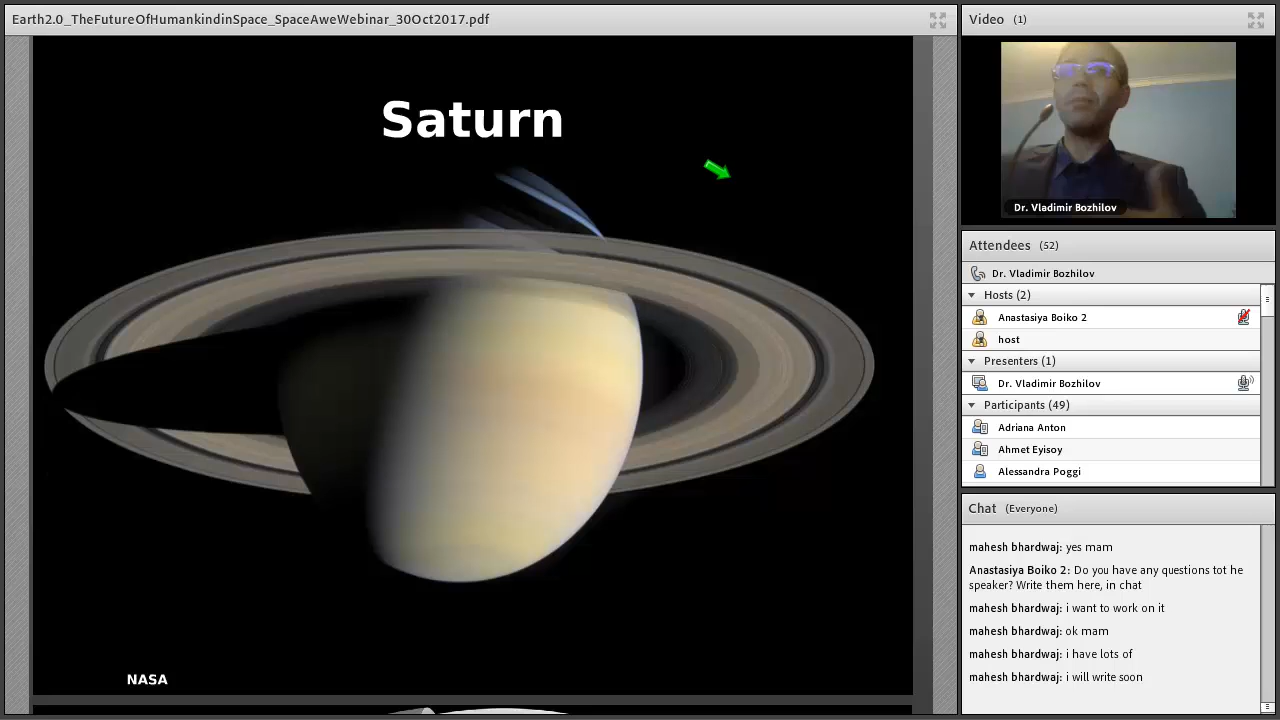 Earth2.0_TheFutureOfHumankindinSpace_SpaceAweWebinar_30Oct2017.pdf
Saturn
NASA
Video (1)
Dr. Vladimir Bozhilov
Attendees (52)
Dr. Vladimir Bozhilov
Hosts (2)
Anastasiya Boiko 2
host
Presenters (1)
Dr. Vladimir Bozhilov
Participants (49)
Adriana Anton
Ahmet Eyisoy
Alessandra Poggi
Chat (Everyone)
mahesh bhardwaj: yes mam
Anastasiya Boiko 2: Do you have any questions tot he
speaker? Write them here, in chat
mahesh bhardwaj: i want to work on it
mahesh bhardwaj: ok mam
mahesh bhardwaj: i have lots of
mahesh bhardwaj: i will write soon